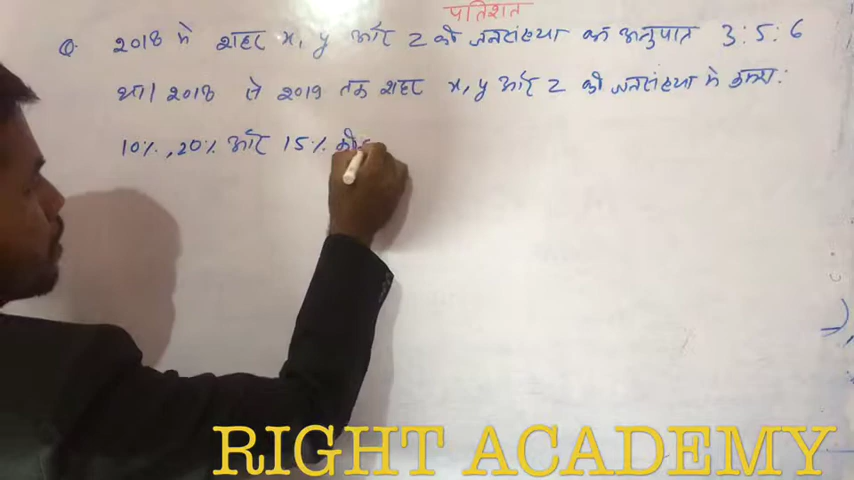 प्रतिशत
Q. 2018 मे शहर x, y और z की जनसंख्या का अनुपात 3:5:6
था। 2018 से 2019 तक शहर x, y और z की जनसंख्या मे क्रमश:
10%, 20% और 15% की
RIGHT ACADEMY